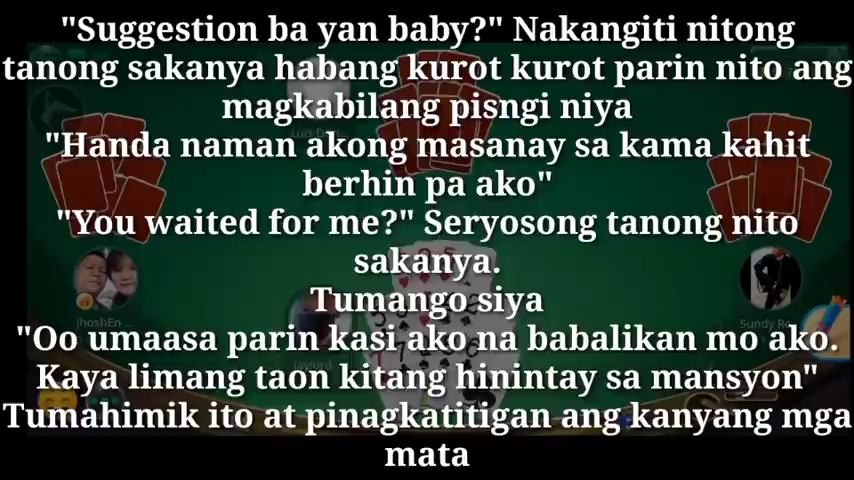 "Suggestion ba yan baby?" Nakangiti nitong
tanong sakanya habang kurot kurot parin nito ang
magkabilang pisngi niya
"Handa naman akong masanay sa kama kahit
berhin pa ako"
"You waited for me?" Seryosong tanong nito
sakanya.
Tumango siya
"Oo umaasa parin kasi ako na babalikan mo ako.
Kaya limang taon kitang hinintay sa mansyon"
Tumahimik ito at pinagkatitigan ang kanyang mga
mata
jhoshEn...